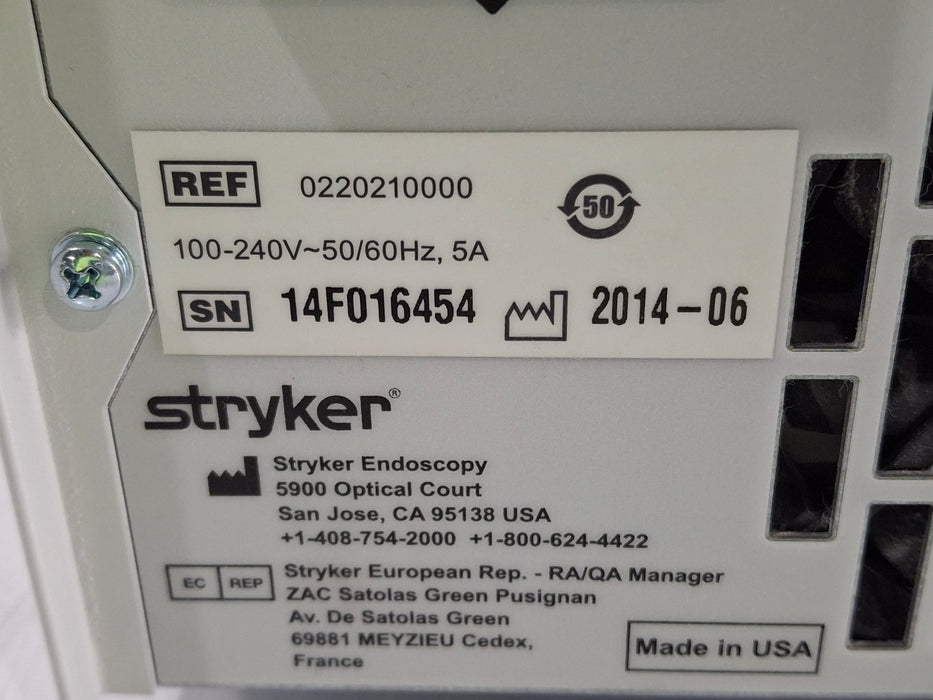 REF 0220210000
50
100-240V~50/60Hz, 5A
SN 14F016454 2014-06
stryker®
Stryker Endoscopy
5900 Optical Court
San Jose, CA 95138 USA
+1-408-754-2000 +1-800-624-4422
EC REP Stryker European Rep. - RA/QA Manager
ZAC Satolas Green Pusignan
Av. De Satolas Green
69881 MEYZIEU Cedex,
France
Made in USA